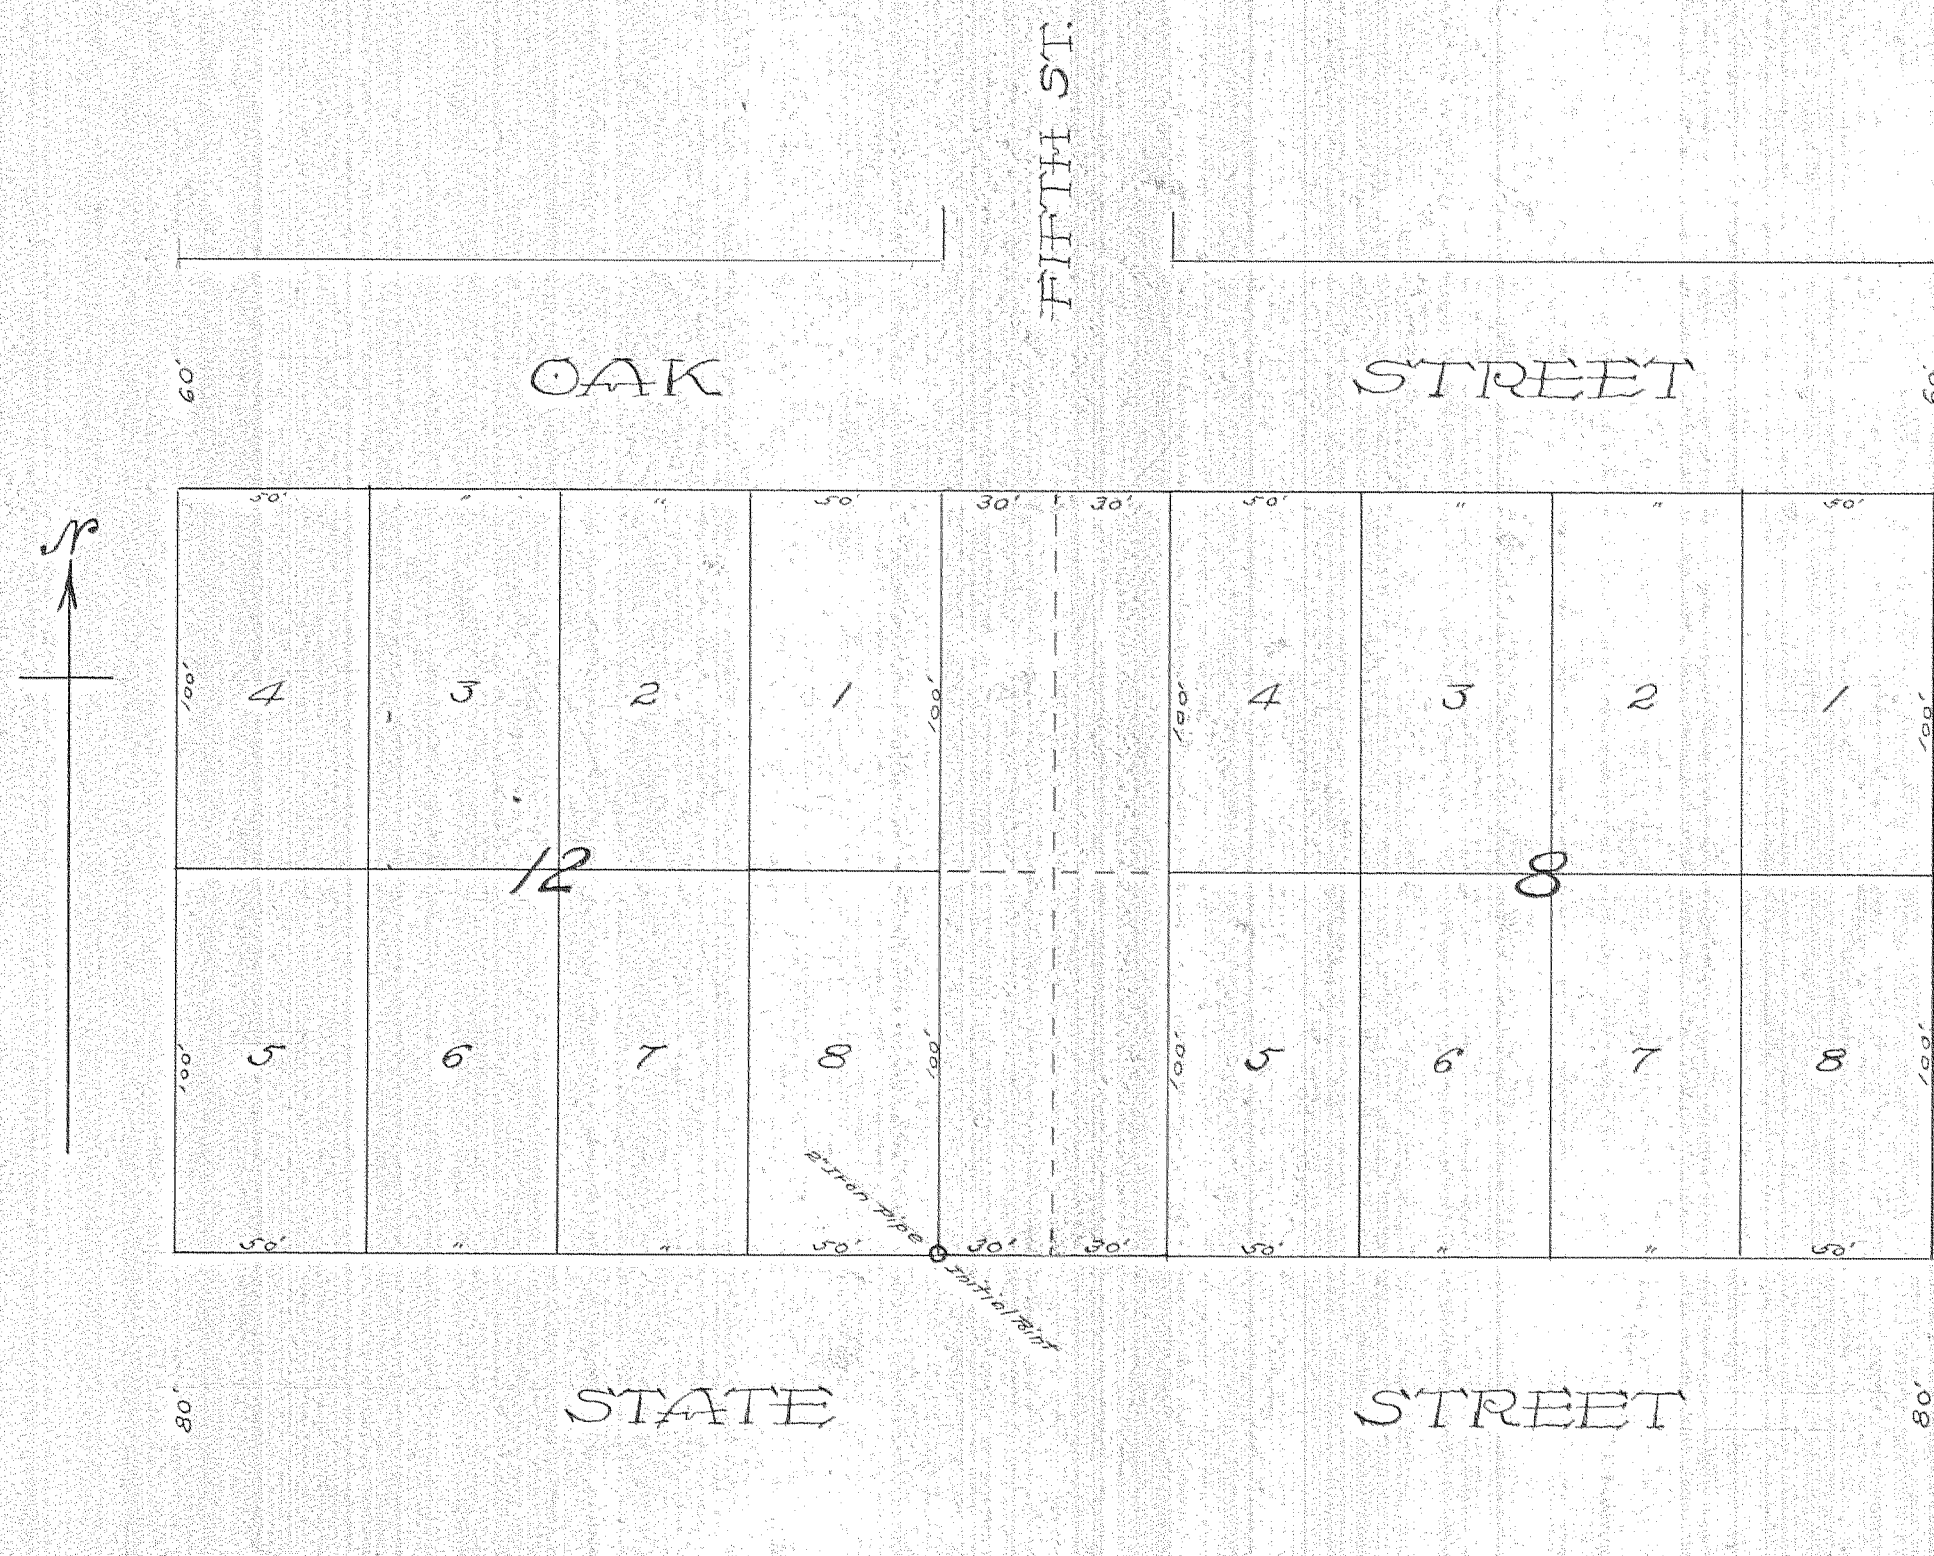 FIFTH ST.
60' OAK STREET 60'
50' " " 50' 30' 30' 50' " " 50'
N
100' 4 3 2 1 100' 100' 4 3 2 1 100'
12 8
100' 5 6 7 8 100' 100' 5 6 7 8 100'
2" Iron pipe
50' " " 50' 30' 30' 50' " " 50'
Initial Point
80' STATE STREET 80'